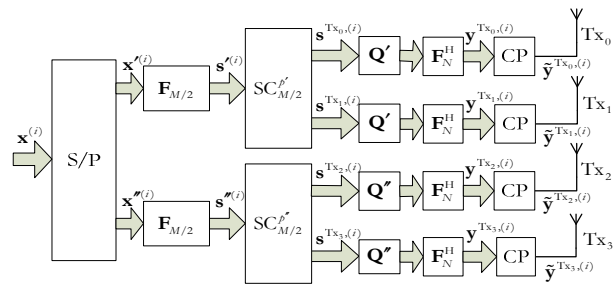 x^(i)
S/P
x′^(i)
F_{M/2}
s′^(i)
SC^{p′}_{M/2}
s^{Tx_0,(i)}
Q′
F^H_N
y^{Tx_0,(i)}
CP
ỹ^{Tx_0,(i)}
Tx_0
s^{Tx_1,(i)}
Q′
F^H_N
y^{Tx_1,(i)}
CP
ỹ^{Tx_1,(i)}
Tx_1
x″^(i)
F_{M/2}
s″^(i)
SC^{p″}_{M/2}
s^{Tx_2,(i)}
Q″
F^H_N
y^{Tx_2,(i)}
CP
ỹ^{Tx_2,(i)}
Tx_2
s^{Tx_3,(i)}
Q″
F^H_N
y^{Tx_3,(i)}
CP
ỹ^{Tx_3,(i)}
Tx_3